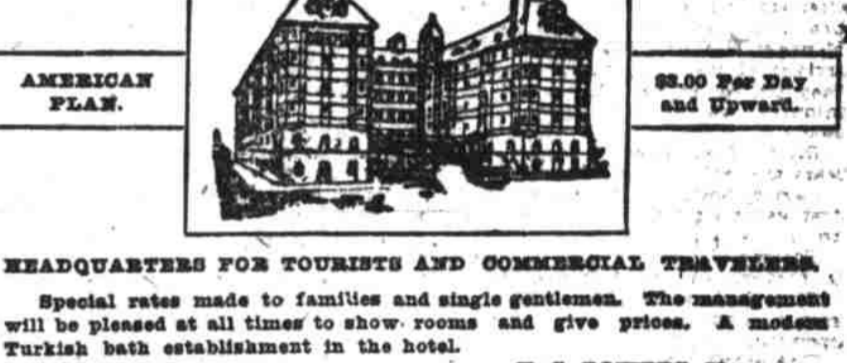 AMERICAN
PLAN.
$3.00 Per Day
and Upward.
HEADQUARTERS FOR TOURISTS AND COMMERCIAL TRAVELERS.
Special rates made to families and single gentlemen. The management
will be pleased at all times to show rooms and give prices. A modern
Turkish bath establishment in the hotel.